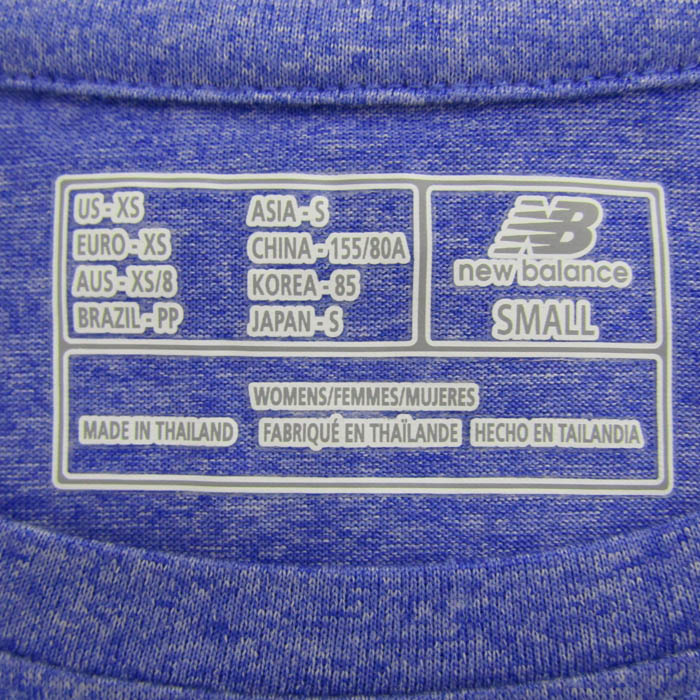 US - XS
EURO - XS
AUS - XS/8
BRAZIL - PP
ASIA - S
CHINA - 155/80A
KOREA - 85
JAPAN - S
NB
new balance
SMALL
WOMENS/FEMMES/MUJERES
MADE IN THAILAND FABRIQUÉ EN THAÏLANDE HECHO EN TAILANDIA